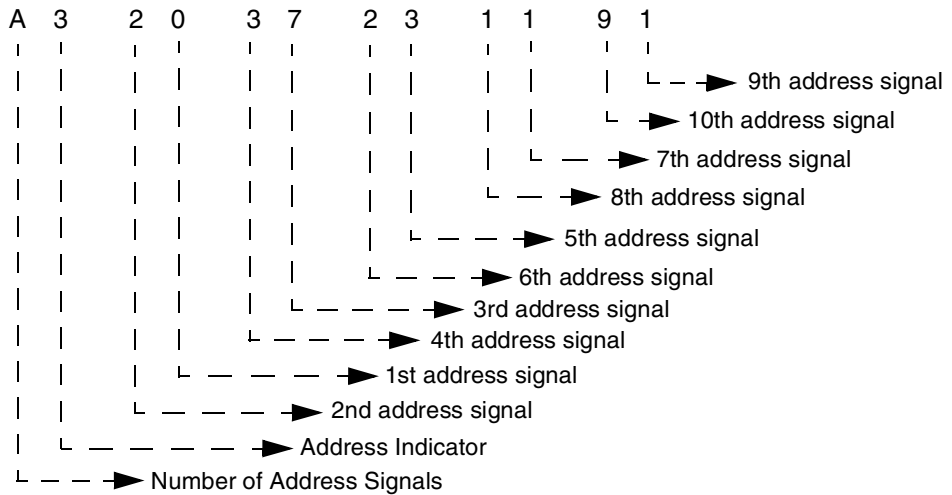 A 3 2 0 3 7 2 3 1 1 9 1
9th address signal
10th address signal
7th address signal
8th address signal
5th address signal
6th address signal
3rd address signal
4th address signal
1st address signal
2nd address signal
Address Indicator
Number of Address Signals